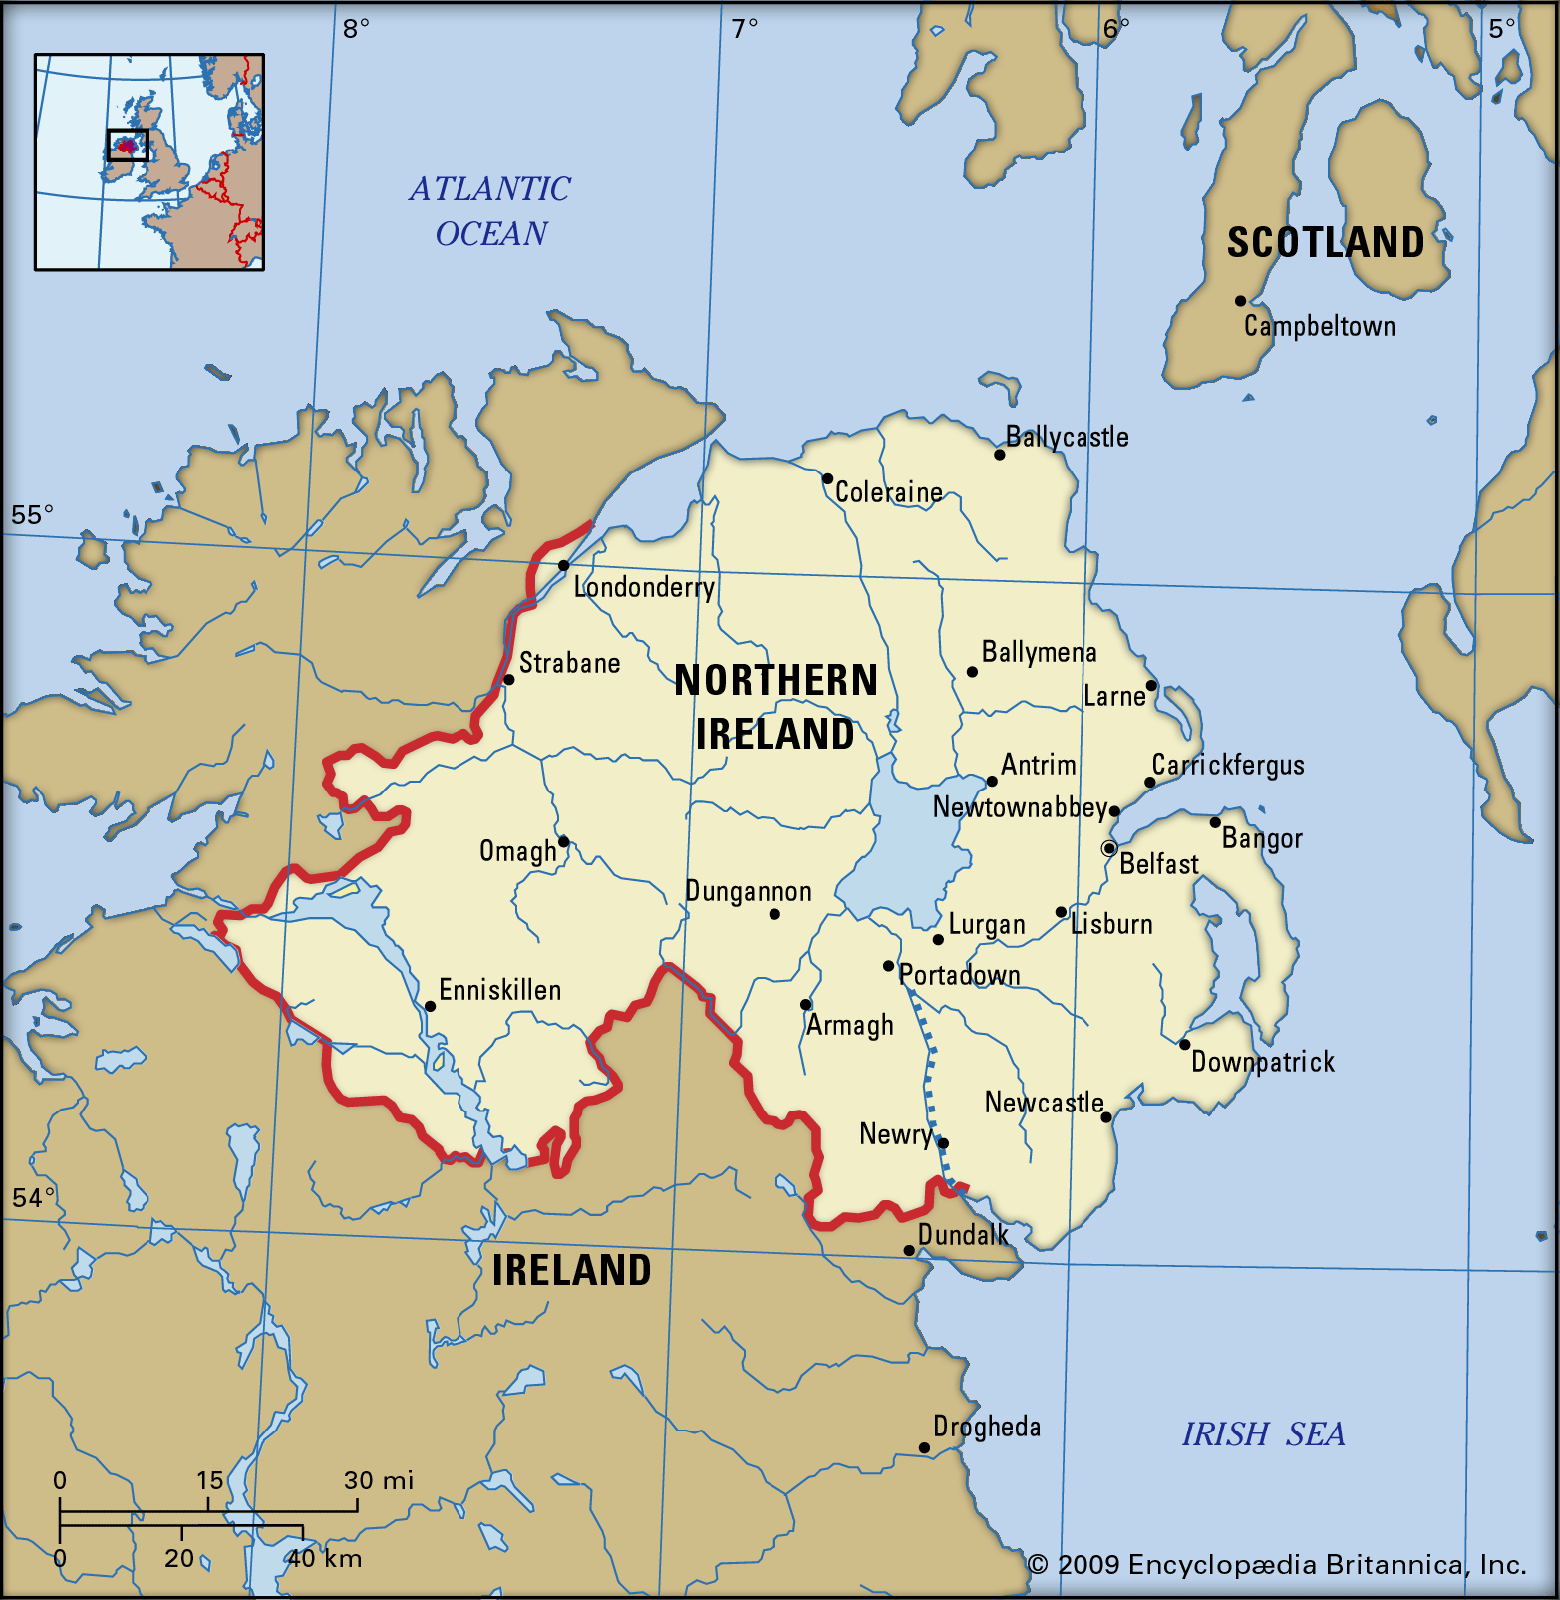 8°
7°
6°
5°
ATLANTIC
OCEAN
SCOTLAND
Campbeltown
Ballycastle
Coleraine
55°
Londonderry
Ballymena
Strabane
NORTHERN
IRELAND
Larne
Antrim
Carrickfergus
Newtownabbey
Bangor
Omagh
Belfast
Dungannon
Lurgan
Lisburn
Portadown
Enniskillen
Armagh
Downpatrick
Newcastle
Newry
54°
Dundalk
IRELAND
Drogheda
IRISH SEA
0 15 30 mi
0 20 40 km
© 2009 Encyclopædia Britannica, Inc.